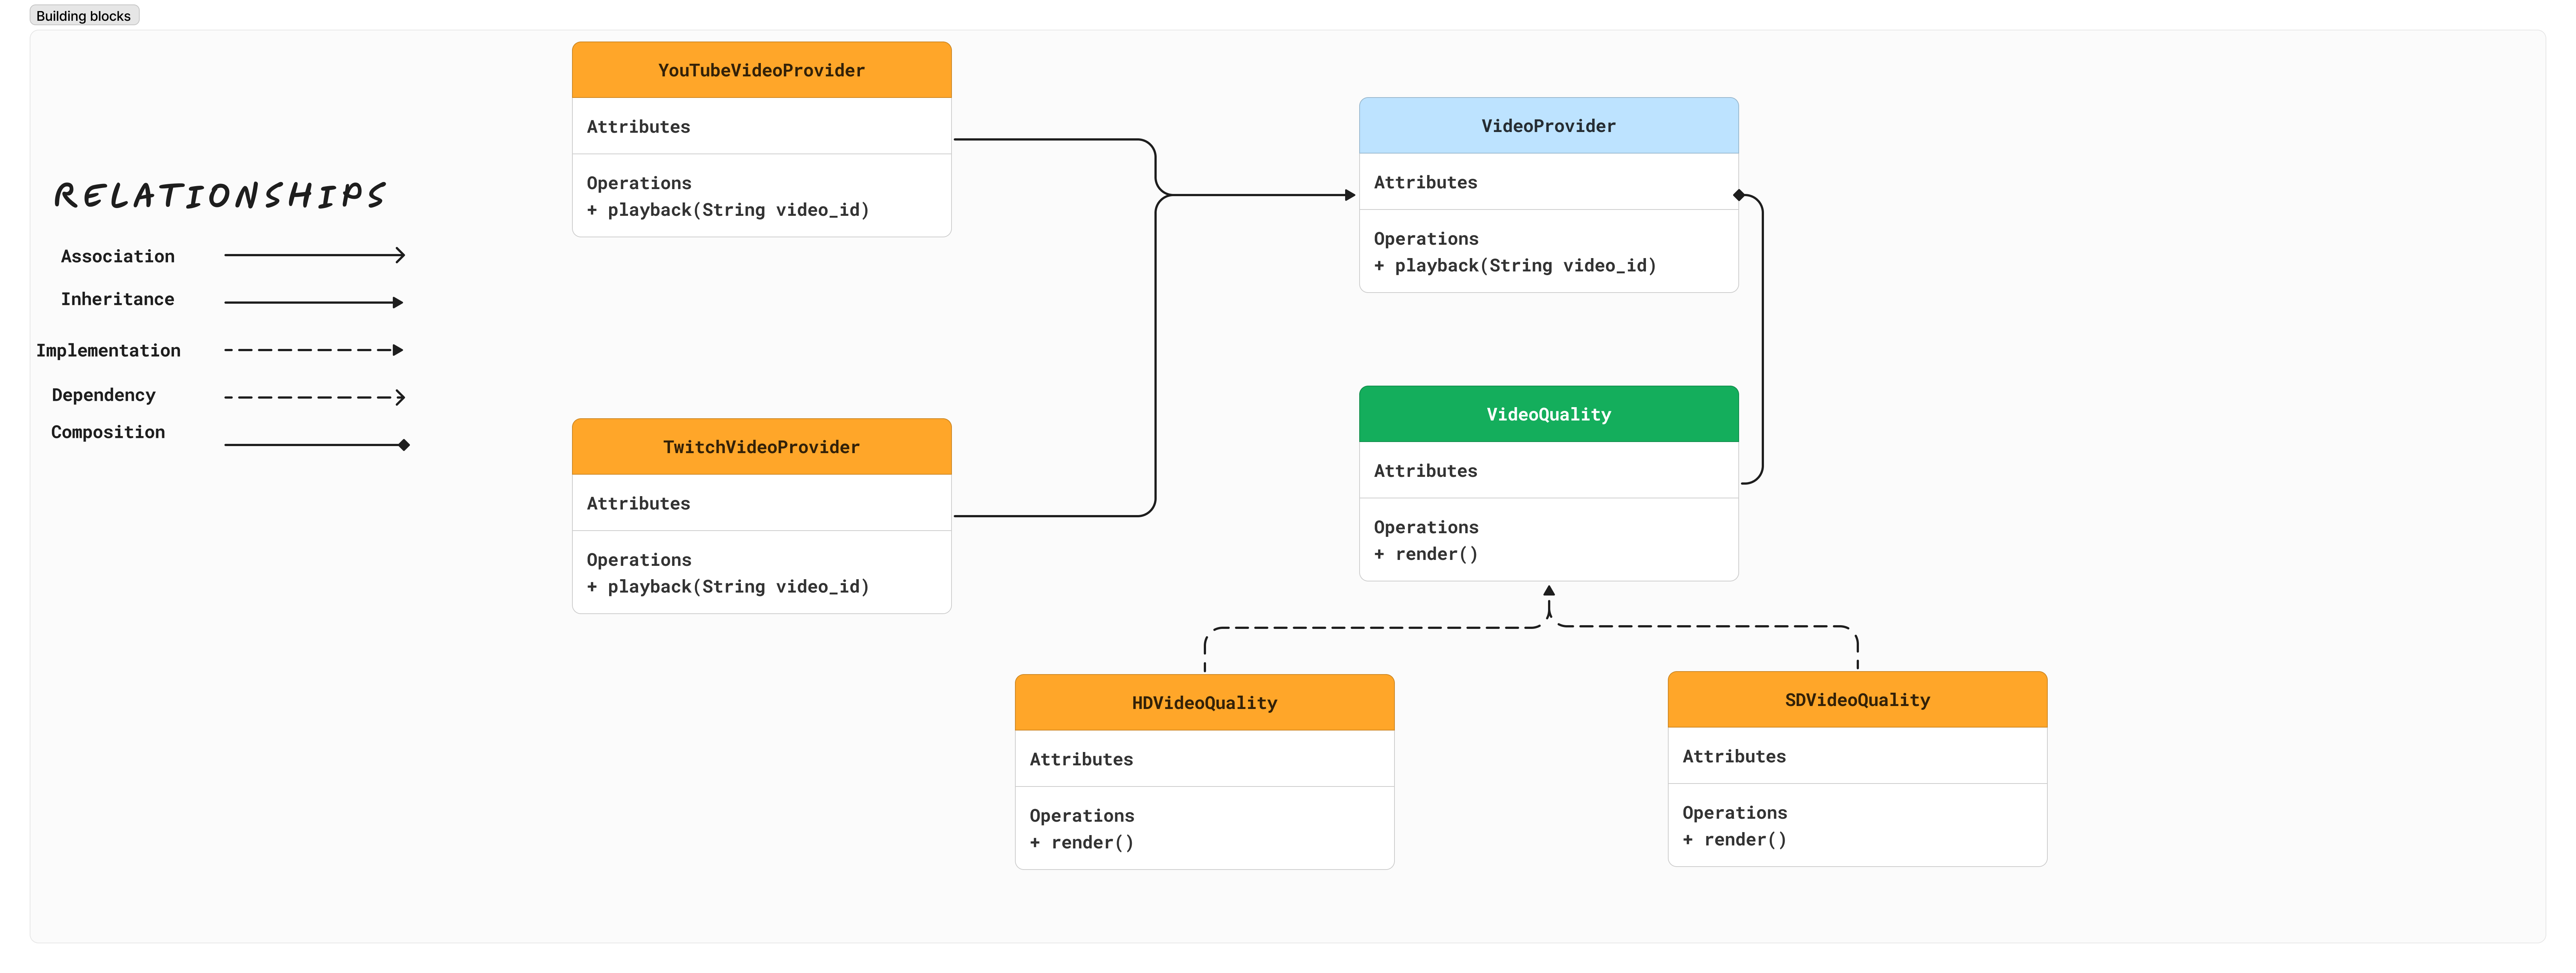 Building blocks
RELATIONSHIPS
Association
Inheritance
Implementation
Dependency
Composition
YouTubeVideoProvider
Attributes
Operations
+ playback(String video_id)
TwitchVideoProvider
Attributes
Operations
+ playback(String video_id)
VideoProvider
Attributes
Operations
+ playback(String video_id)
VideoQuality
Attributes
Operations
+ render()
HDVideoQuality
Attributes
Operations
+ render()
SDVideoQuality
Attributes
Operations
+ render()